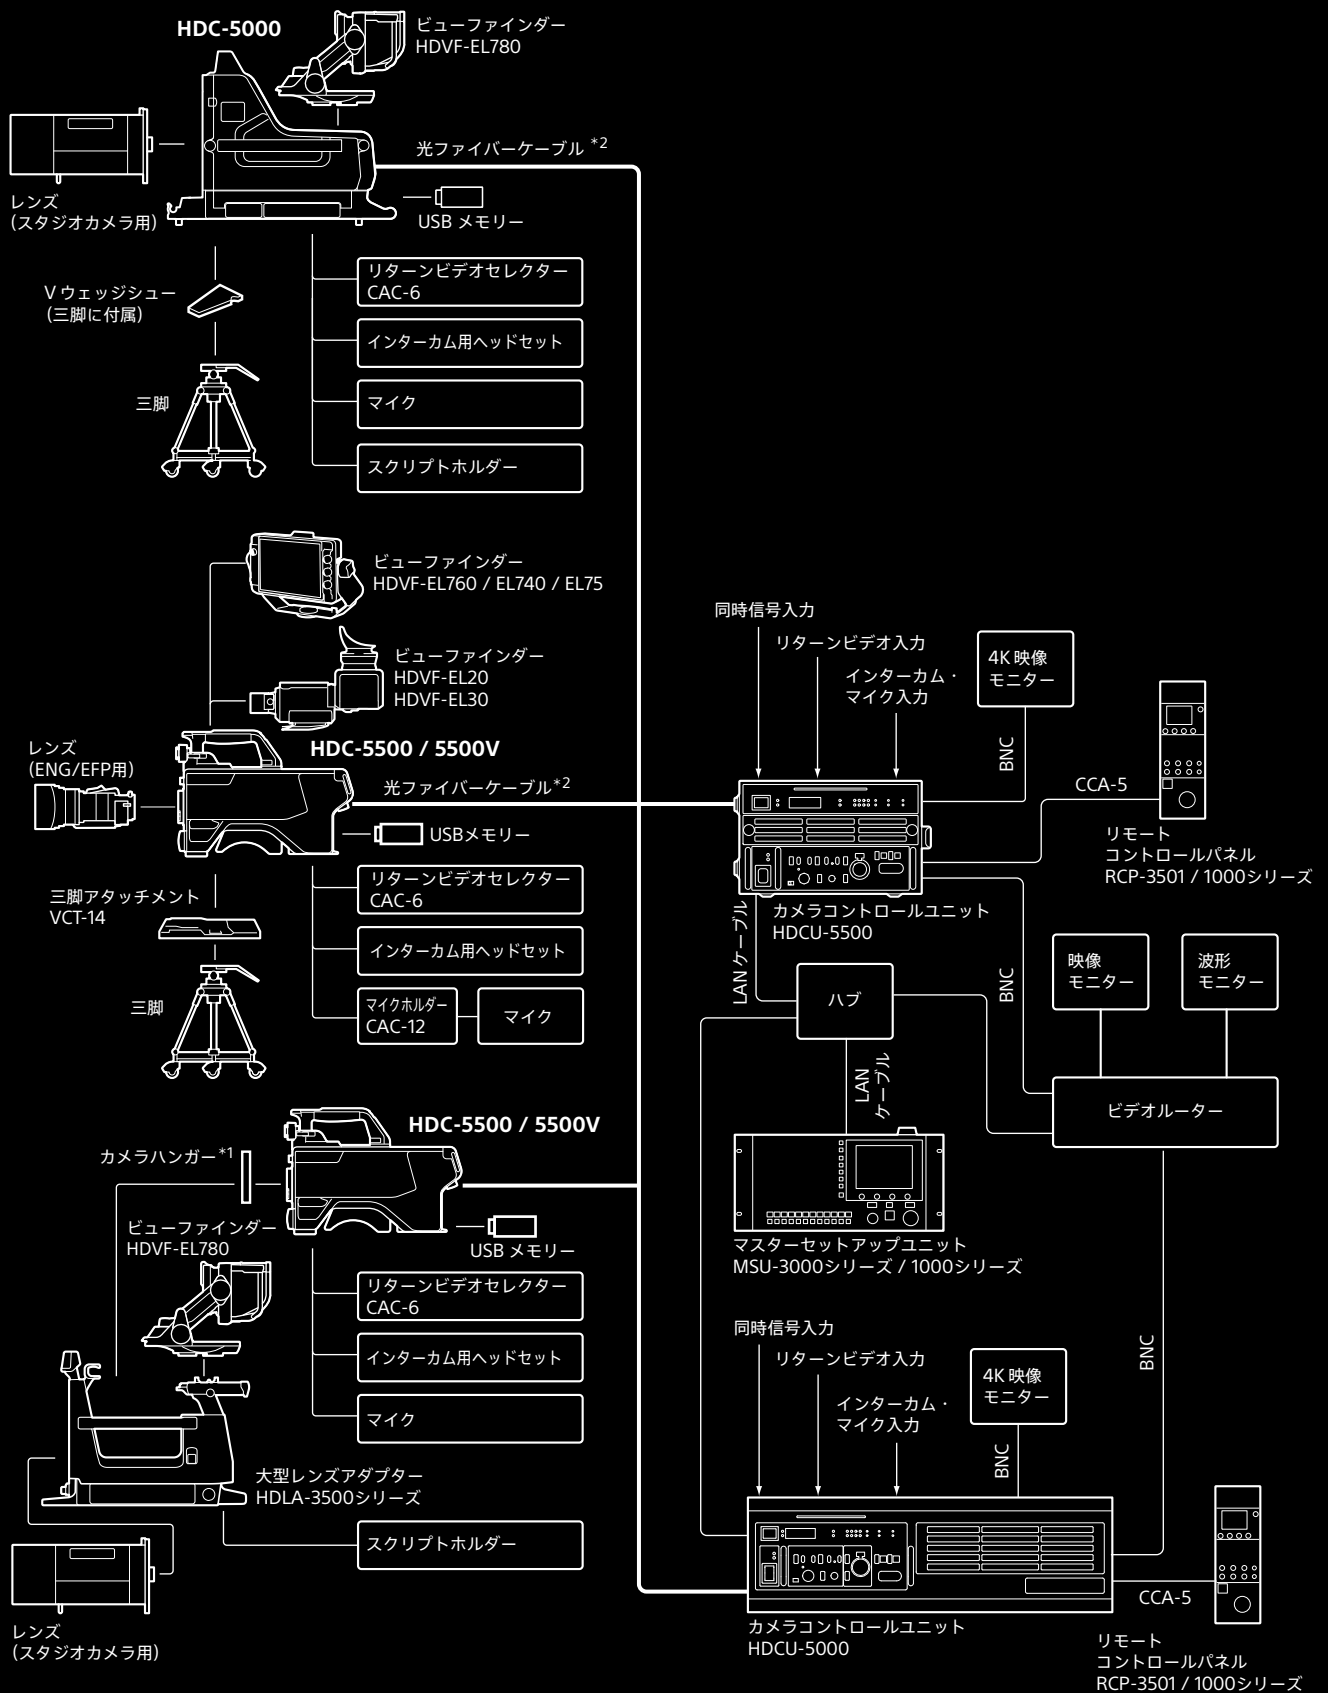 HDC-5000
ビューファインダー
HDVF-EL780
光ファイバーケーブル *2
レンズ
(スタジオカメラ用)
USB メモリー
リターンビデオセレクター
CAC-6
V ウェッジシュー
(三脚に付属)
インターカム用ヘッドセット
三脚
マイク
スクリプトホルダー
ビューファインダー
HDVF-EL760 / EL740 / EL75
ビューファインダー
HDVF-EL20
HDVF-EL30
HDC-5500 / 5500V
レンズ
(ENG/EFP用)
光ファイバーケーブル*2
USBメモリー
リターンビデオセレクター
CAC-6
三脚アタッチメント
VCT-14
インターカム用ヘッドセット
三脚
マイクホルダー
CAC-12
マイク
HDC-5500 / 5500V
カメラハンガー*1
USB メモリー
ビューファインダー
HDVF-EL780
リターンビデオセレクター
CAC-6
インターカム用ヘッドセット
マイク
大型レンズアダプター
HDLA-3500シリーズ
スクリプトホルダー
レンズ
(スタジオカメラ用)
同時信号入力
リターンビデオ入力
インターカム・
マイク入力
4K 映像
モニター
BNC
CCA-5
リモート
コントロールパネル
RCP-3501 / 1000シリーズ
カメラコントロールユニット
HDCU-5500
LAN ケーブル
BNC
ハブ
映像
モニター
波形
モニター
LAN
ケーブル
ビデオルーター
マスターセットアップユニット
MSU-3000シリーズ / 1000シリーズ
同時信号入力
リターンビデオ入力
インターカム・
マイク入力
4K 映像
モニター
BNC
BNC
CCA-5
カメラコントロールユニット
HDCU-5000
リモート
コントロールパネル
RCP-3501 / 1000シリーズ